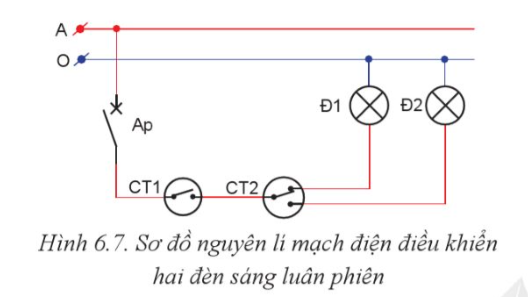 A
O
Ap
Đ1
Đ2
CT1
CT2
Hình 6.7. Sơ đồ nguyên lí mạch điện điều khiển
hai đèn sáng luân phiên